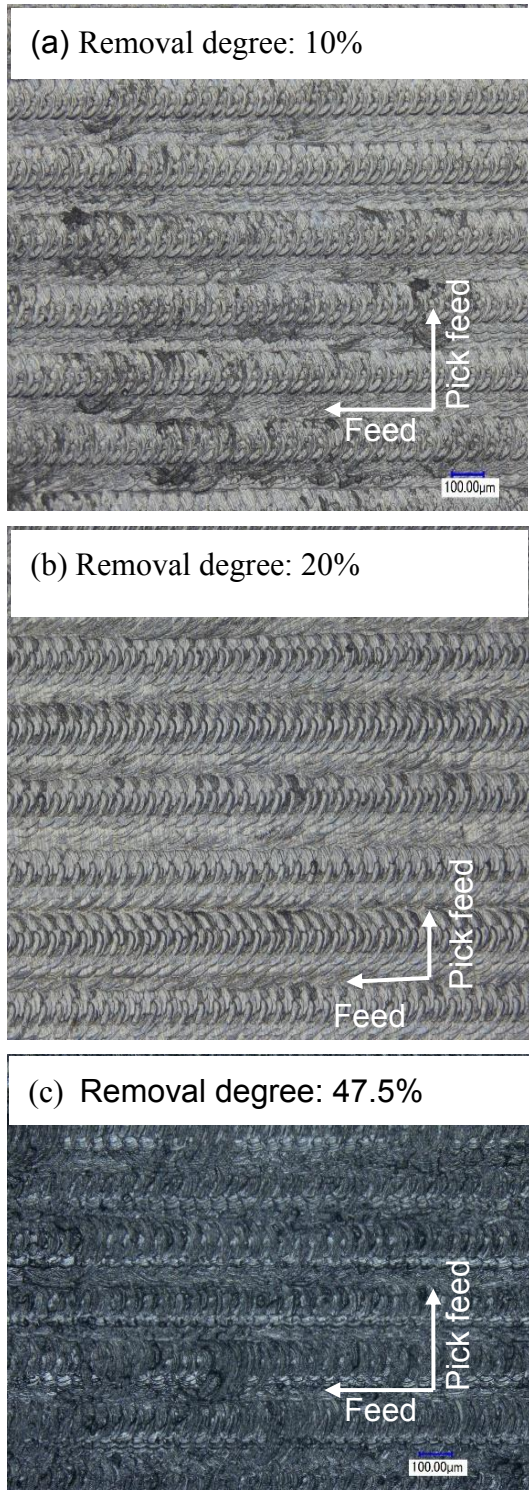 (a) Removal degree: 10%
Pick feed
Feed
100.00µm
(b) Removal degree: 20%
Pick feed
Feed
(c) Removal degree: 47.5%
Pick feed
Feed
100.00µm